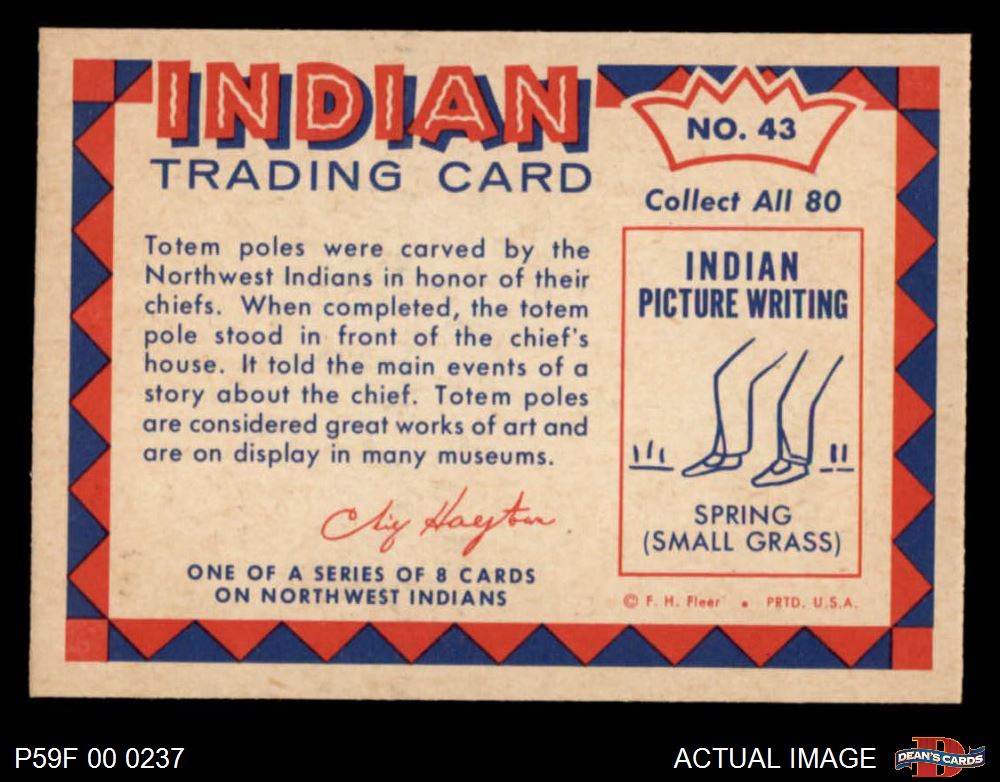 INDIAN
TRADING CARD
NO. 43
Collect All 80
Totem poles were carved by the
Northwest Indians in honor of their
chiefs. When completed, the totem
pole stood in front of the chief's
house. It told the main events of a
story about the chief. Totem poles
are considered great works of art and
are on display in many museums.
ONE OF A SERIES OF 8 CARDS
ON NORTHWEST INDIANS
INDIAN
PICTURE WRITING
SPRING
(SMALL GRASS)
© F. H. Fleer • PRTD. U.S.A.
P59F 00 0237
ACTUAL IMAGE
DEAN'S CARDS